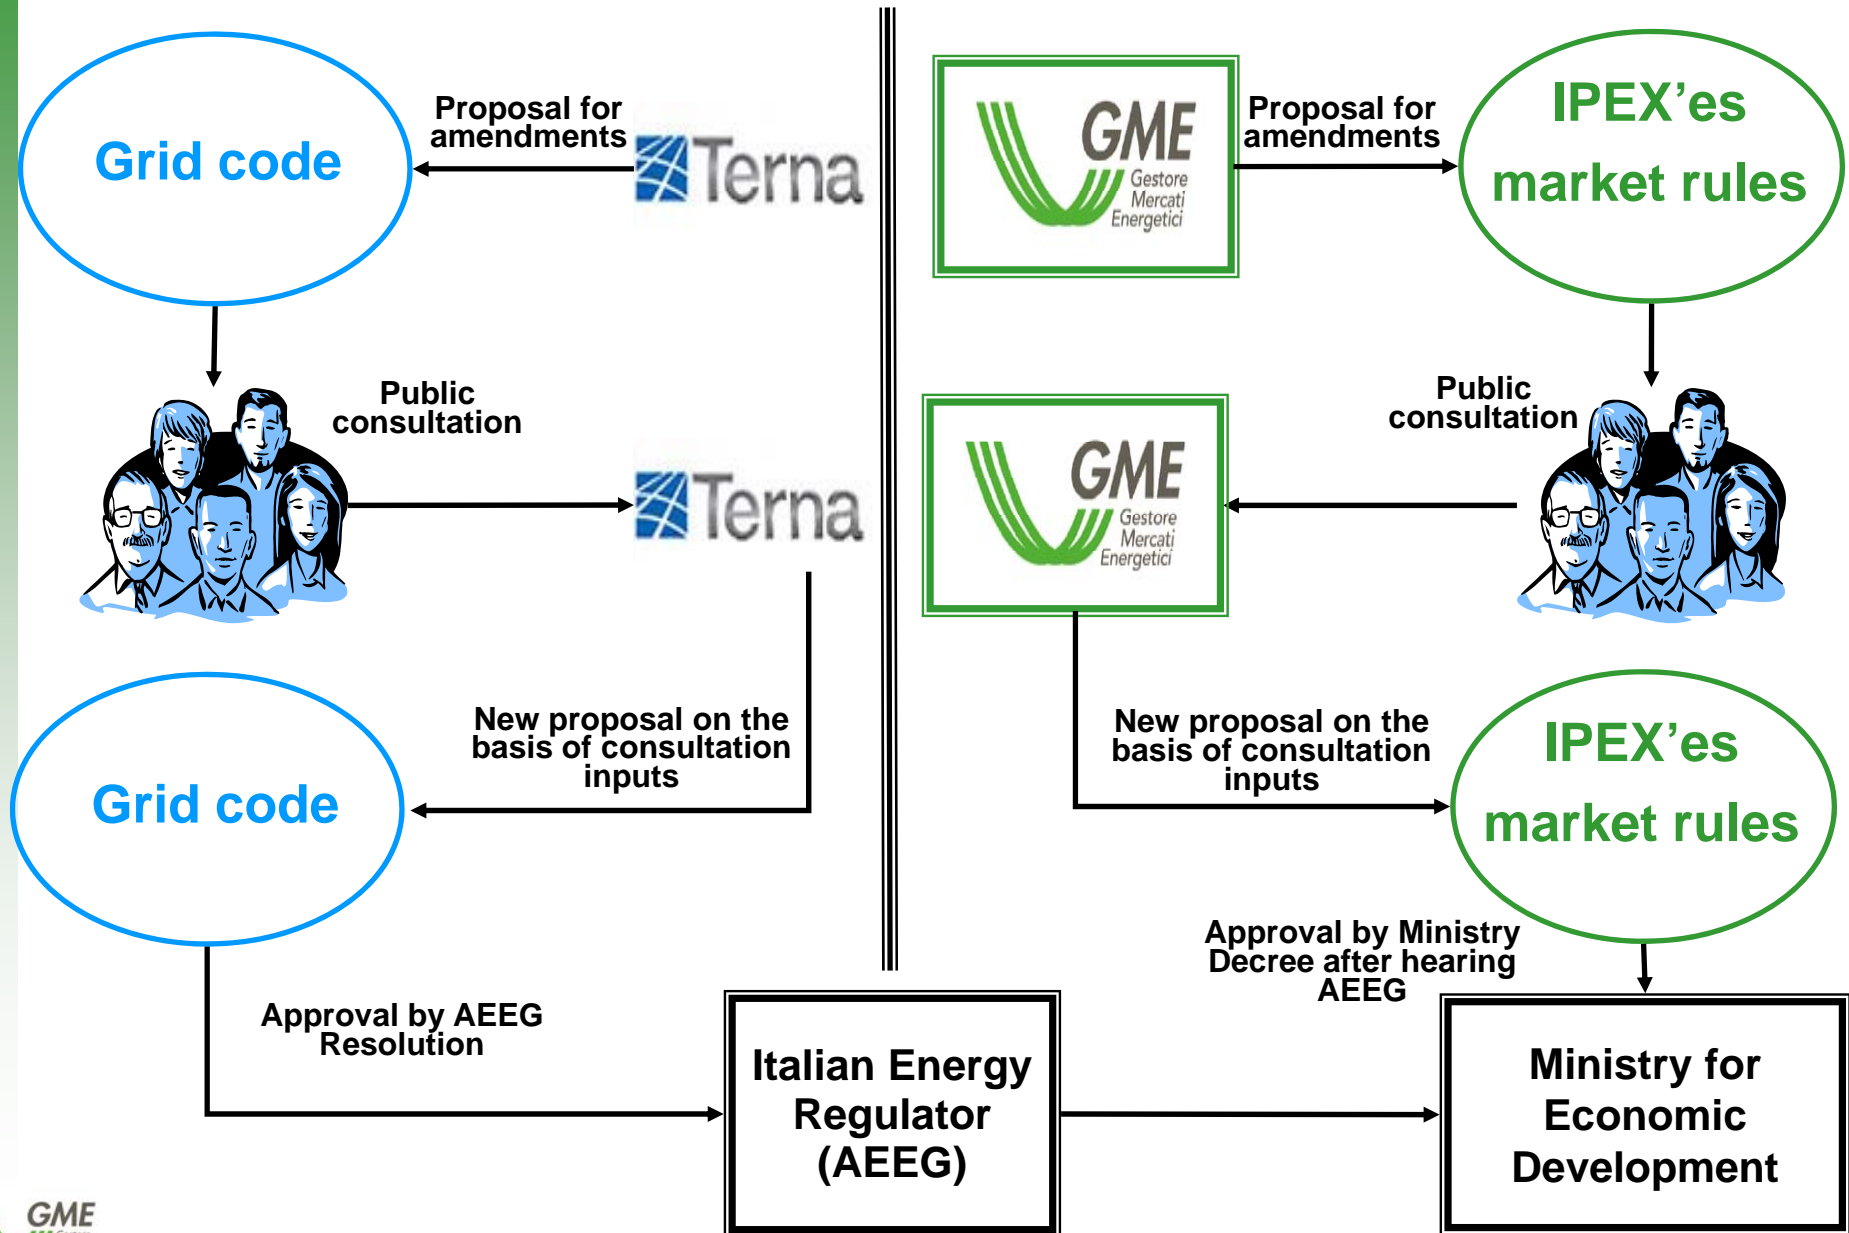 Grid code
Proposal for
amendments
Terna
GME
Gestore
Mercati
Energetici
Proposal for
amendments
IPEX’es
market rules
Public
consultation
Terna
GME
Gestore
Mercati
Energetici
Public
consultation
Grid code
New proposal on the
basis of consultation
inputs
New proposal on the
basis of consultation
inputs
IPEX’es
market rules
Approval by AEEG
Resolution
Italian Energy
Regulator
(AEEG)
Approval by Ministry
Decree after hearing
AEEG
Ministry for
Economic
Development
GME